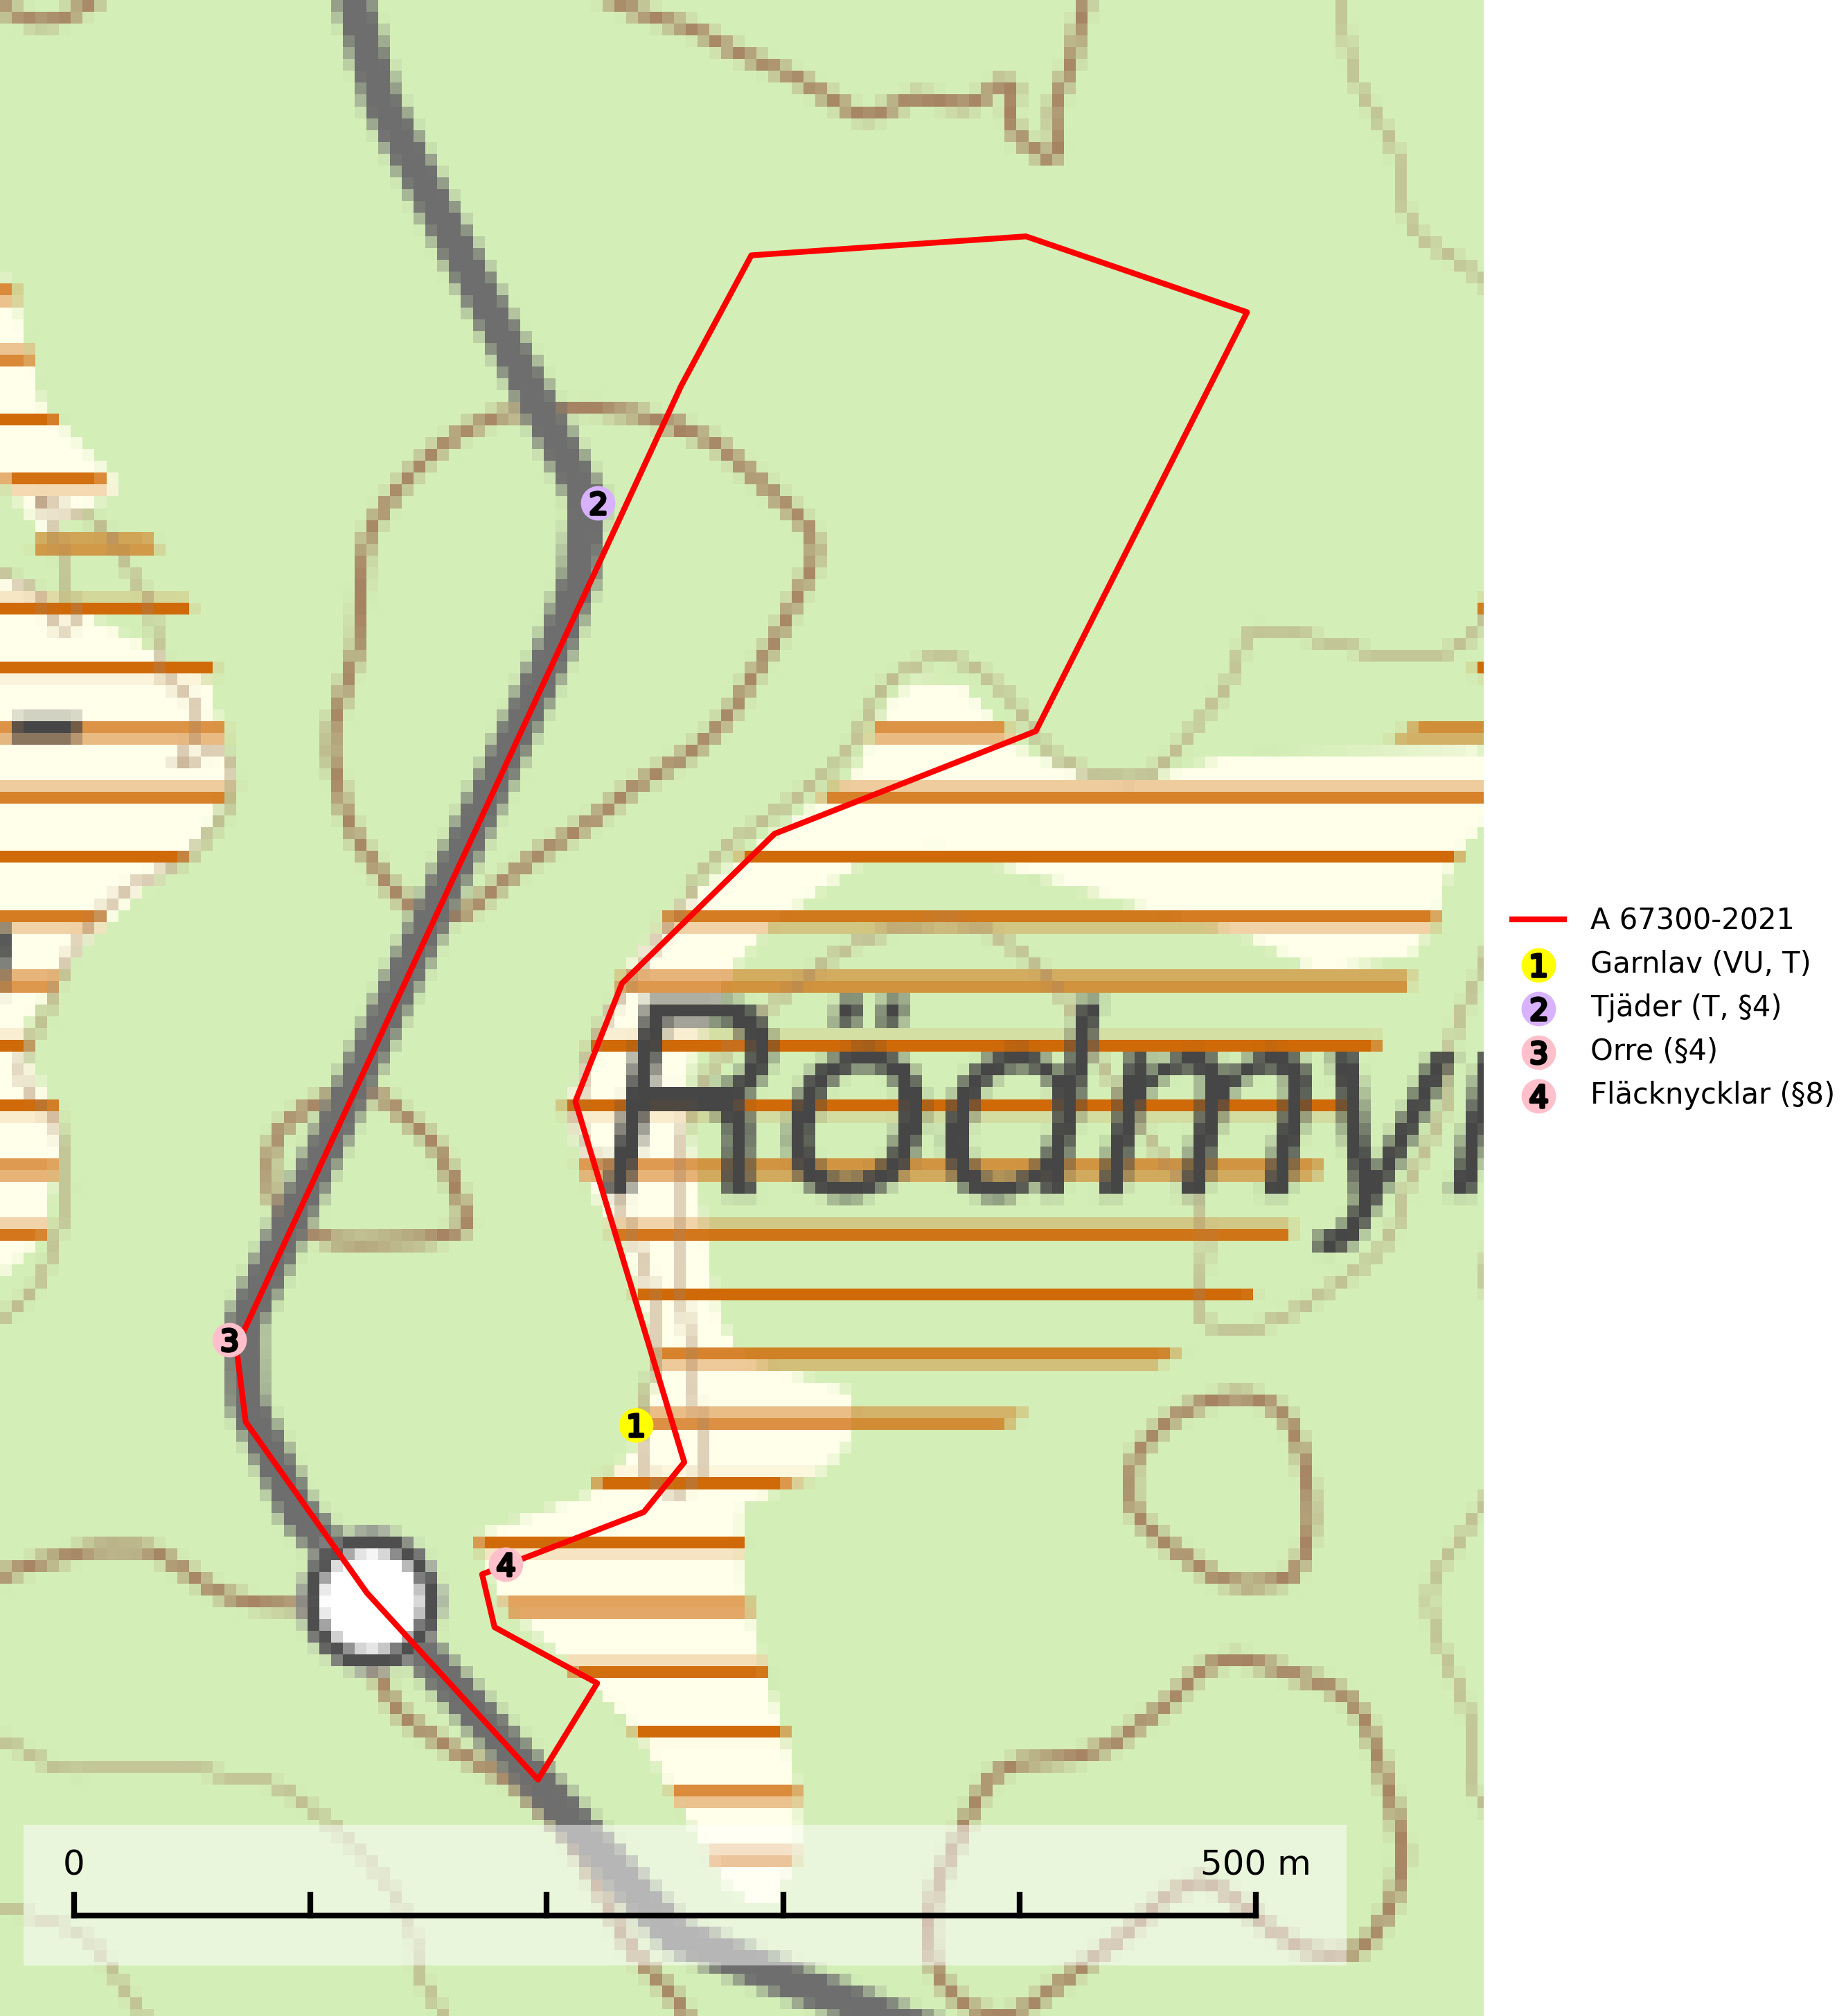 2
Rödmy
3
1
4
0
500 m
A 67300-2021
1 Garnlav (VU, T)
2 Tjäder (T, §4)
3 Orre (§4)
4 Fläcknycklar (§8)